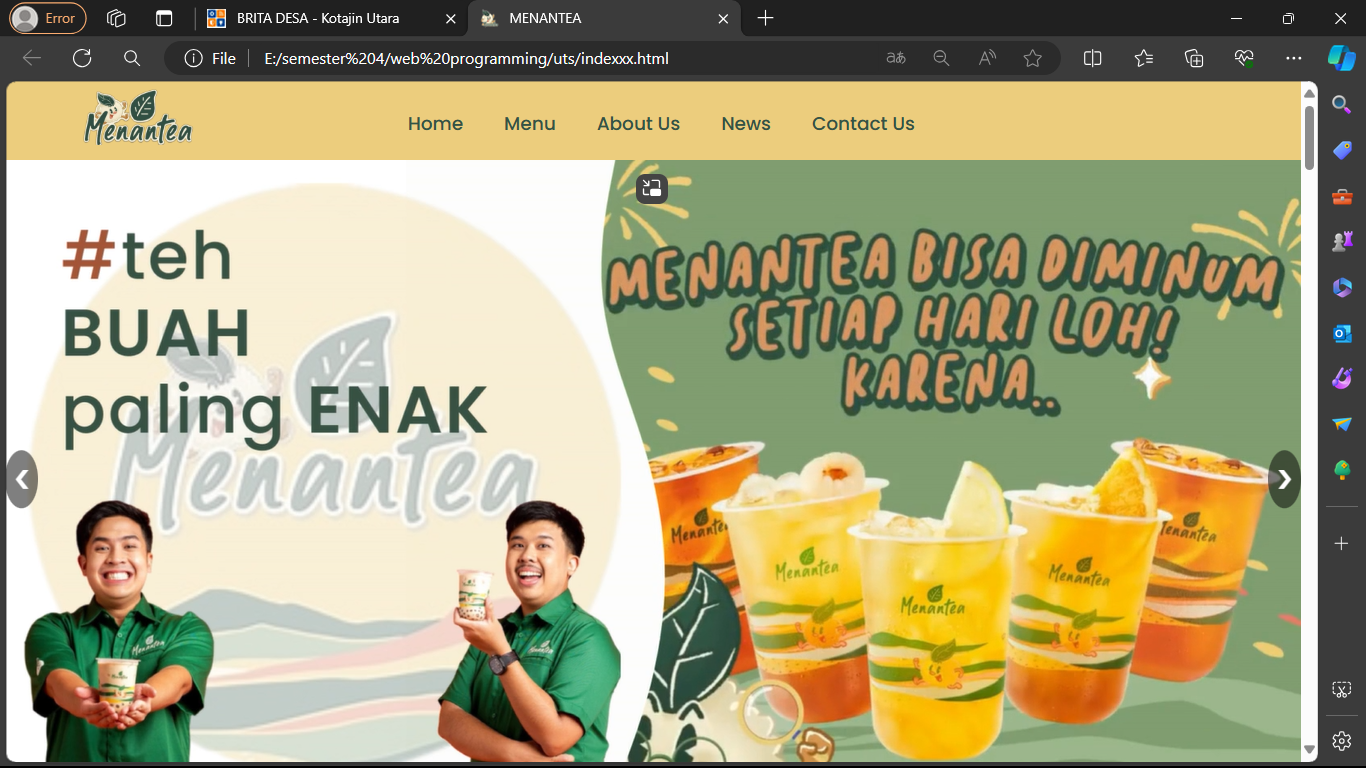 Error
BRITA DESA - Kotajin Utara
MENANTEA
File
E:/semester%204/web%20programming/uts/indexxx.html
aあ
Menantea
Home
Menu
About Us
News
Contact Us
#teh
BUAH
paling ENAK
Menantea
MENANTEA BISA DIMINUM
SETIAP HARI LOH!
KARENA..
Menantea
Menantea
Menantea
Menantea
Menantea
Menantea